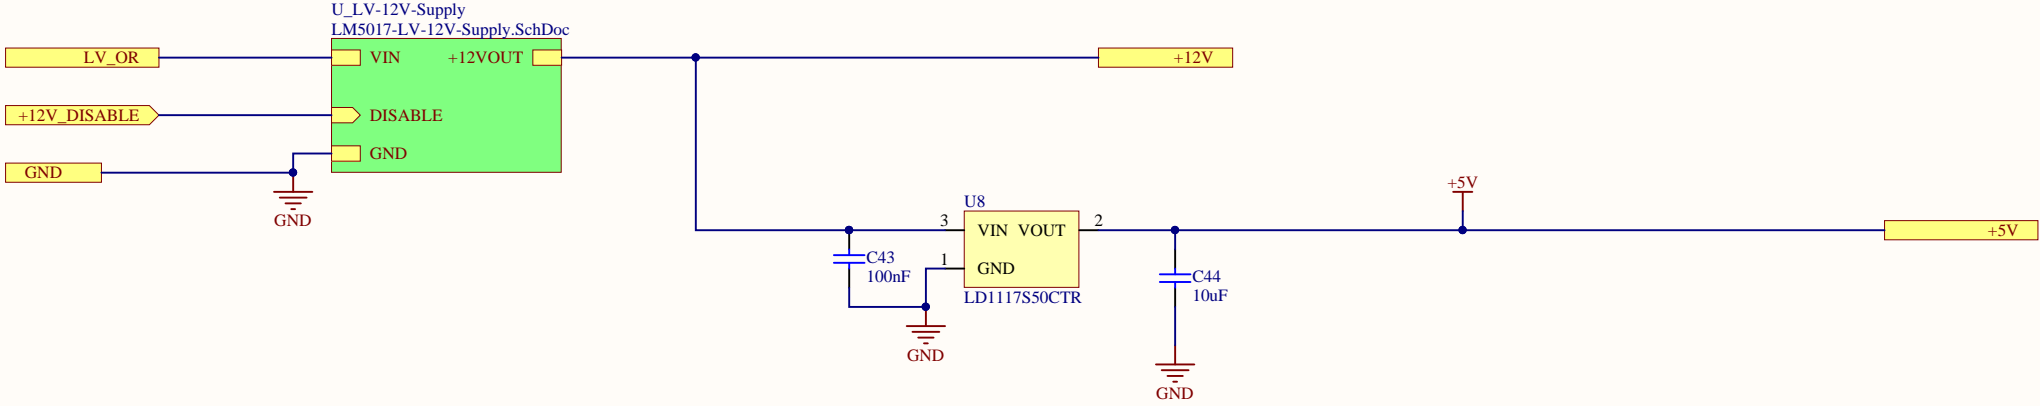 U_LV-12V-Supply
LM5017-LV-12V-Supply.SchDoc
LV_OR
VIN
+12VOUT
+12V
+12V_DISABLE
DISABLE
GND
GND
GND
+5V
U8
3
VIN
VOUT
2
+5V
C43
100nF
1
GND
LD1117S50CTR
C44
10uF
GND
GND